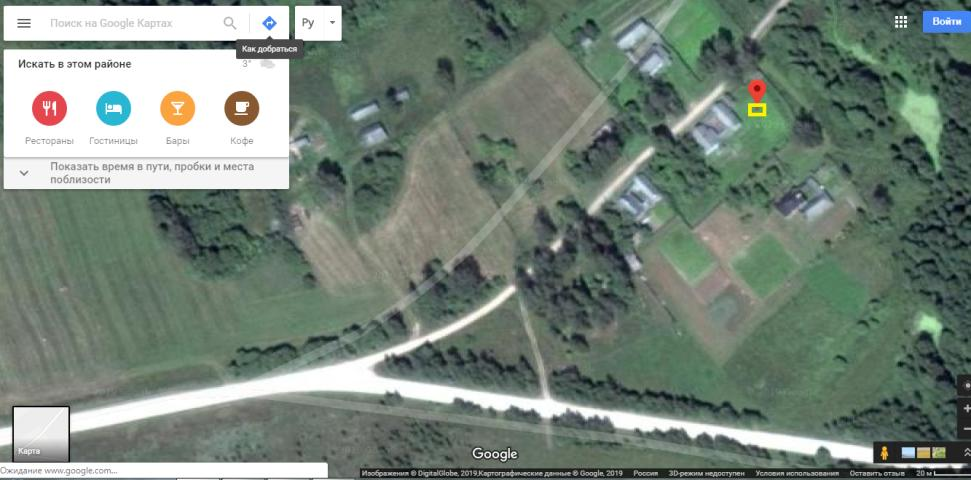 Поиск на Google Картах
Ру
Войти
Как добраться
Искать в этом районе
3°
Рестораны
Гостиницы
Бары
Кофе
Показать время в пути, пробки и места
поблизости
Карта
Google
Ожидание www.google.com...
Изображения © DigitalGlobe, 2019,Картографические данные © Google, 2019 Россия 3D-режим недоступен Условия использования Оставить отзыв 20 м